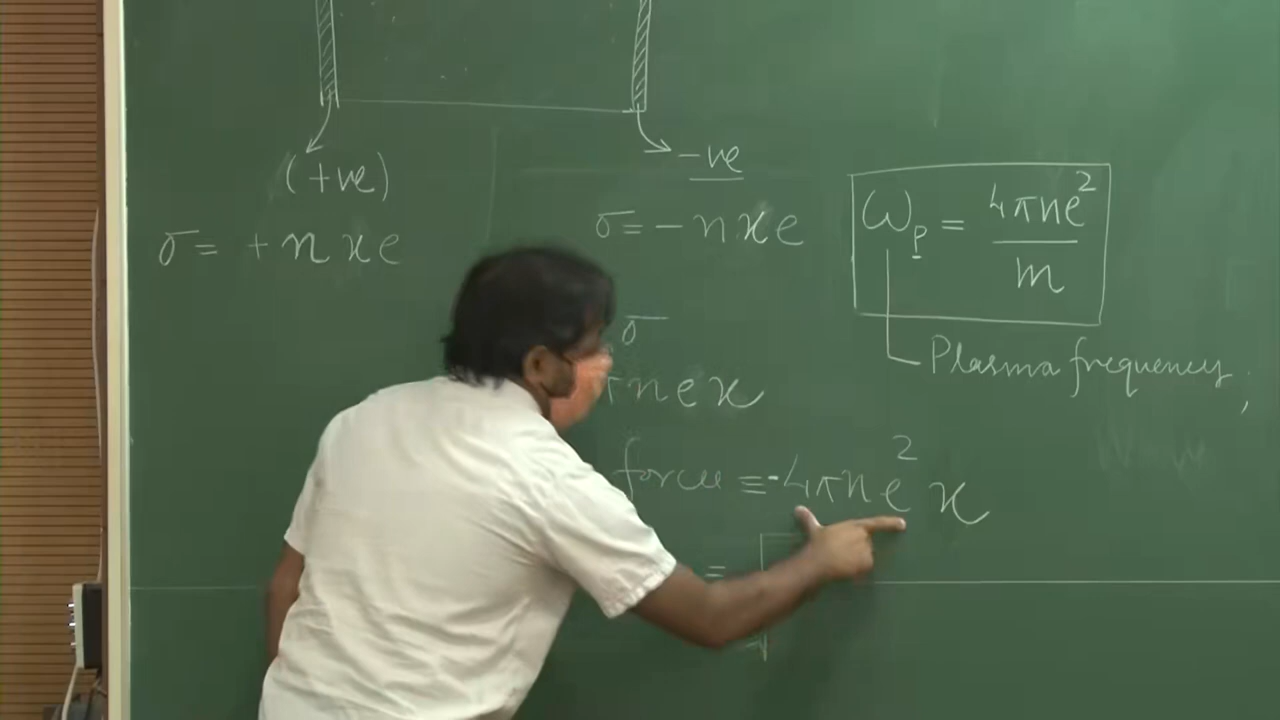 (+ve)
-ve
σ = + n x e
σ = - n x e
ω_p = 4πne² / m
σ
πnex
Plasma frequency,
force = -4πne² x
=